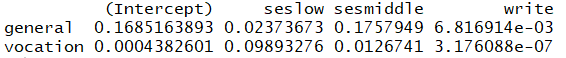 (Intercept) seslow sesmiddle write
general 0.1685163893 0.02373673 0.1757949 6.816914e-03
vocation 0.0004382601 0.09893276 0.0126741 3.176088e-07